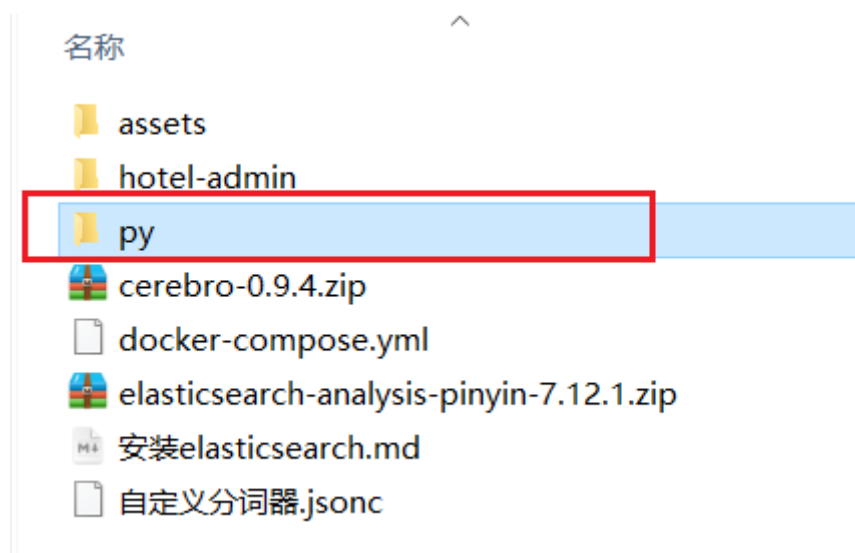 名称
assets
hotel-admin
py
cerebro-0.9.4.zip
docker-compose.yml
elasticsearch-analysis-pinyin-7.12.1.zip
安装elasticsearch.md
自定义分词器.jsonc